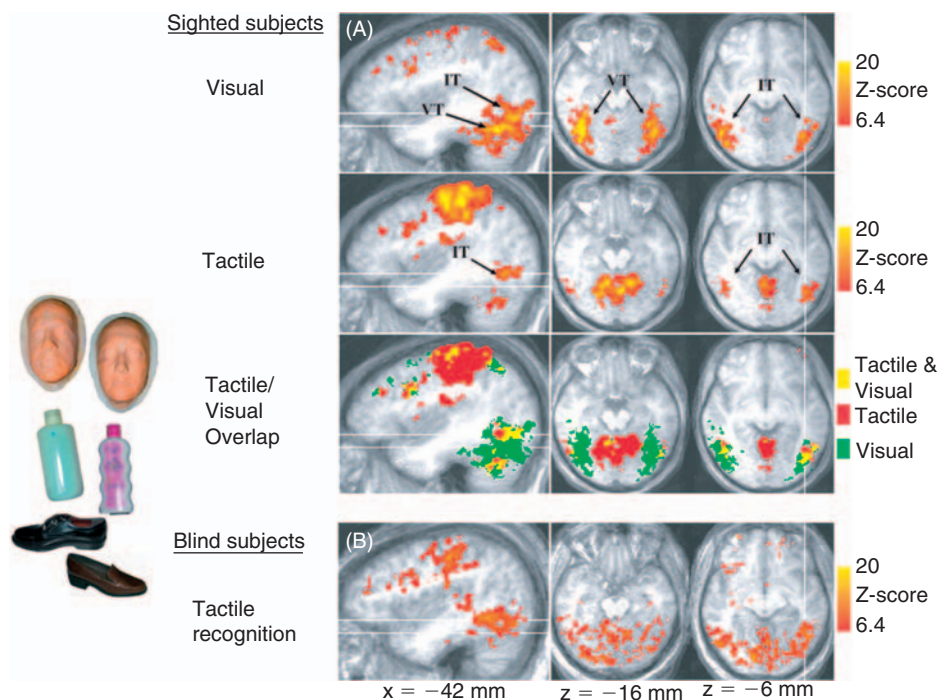 Sighted subjects
(A)
Visual
IT
VT
VT
IT
20
Z-score
6.4
Tactile
IT
IT
20
Z-score
6.4
Tactile/
Visual
Overlap
Tactile &
Visual
Tactile
Visual
Blind subjects
(B)
Tactile
recognition
20
Z-score
6.4
x = −42 mm
z = −16 mm
z = −6 mm